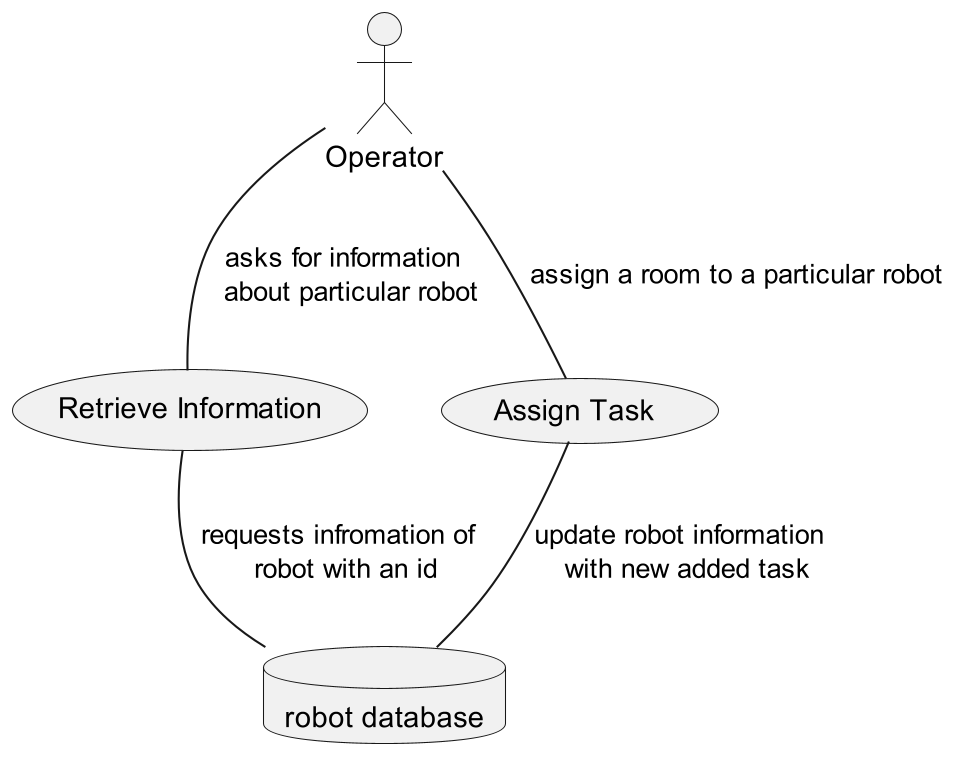 Operator
asks for information
about particular robot
assign a room to a particular robot
Retrieve Information
Assign Task
requests infromation of
robot with an id
update robot information
with new added task
robot database